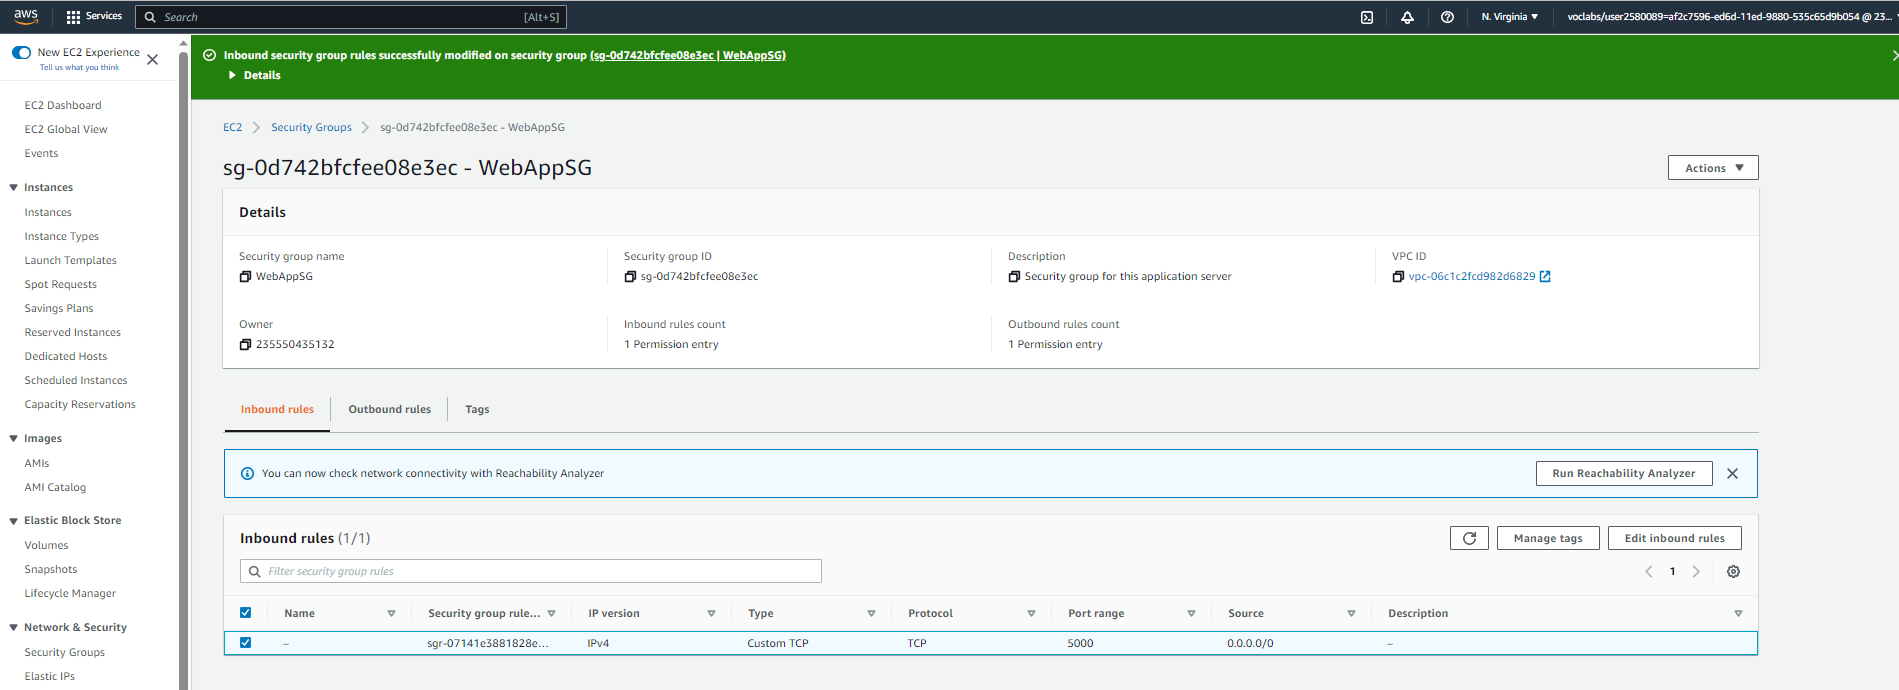 aws Services Search [Alt+S] N. Virginia voclabs/user2580089=af2c7596-ed6d-11ed-9880-535c65d9b054 @ 23...
New EC2 Experience
Tell us what you think
EC2 Dashboard
EC2 Global View
Events
Instances
Instances
Instance Types
Launch Templates
Spot Requests
Savings Plans
Reserved Instances
Dedicated Hosts
Scheduled Instances
Capacity Reservations
Images
AMIs
AMI Catalog
Elastic Block Store
Volumes
Snapshots
Lifecycle Manager
Network & Security
Security Groups
Elastic IPs
Inbound security group rules successfully modified on security group (sg-0d742bfcfee08e3ec | WebAppSG)
Details
EC2 Security Groups sg-0d742bfcfee08e3ec - WebAppSG
sg-0d742bfcfee08e3ec - WebAppSG Actions
Details
Security group name Security group ID Description VPC ID
WebAppSG sg-0d742bfcfee08e3ec Security group for this application server vpc-06c1c2fcd982d6829
Owner Inbound rules count Outbound rules count
235550435132 1 Permission entry 1 Permission entry
Inbound rules Outbound rules Tags
You can now check network connectivity with Reachability Analyzer Run Reachability Analyzer
Inbound rules (1/1) Manage tags Edit inbound rules
Filter security group rules 1
Name Security group rule... IP version Type Protocol Port range Source Description
– sgr-07141e3881828e... IPv4 Custom TCP TCP 5000 0.0.0.0/0 –